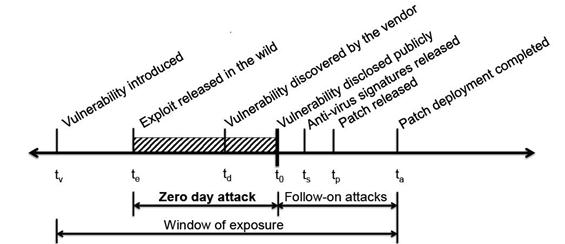 Vulnerability introduced
Exploit released in the wild
Vulnerability discovered by the vendor
Vulnerability disclosed publicly
Anti-virus signatures released
Patch released
Patch deployment completed
tv te td t0 ts tp ta
Zero day attack Follow-on attacks
Window of exposure